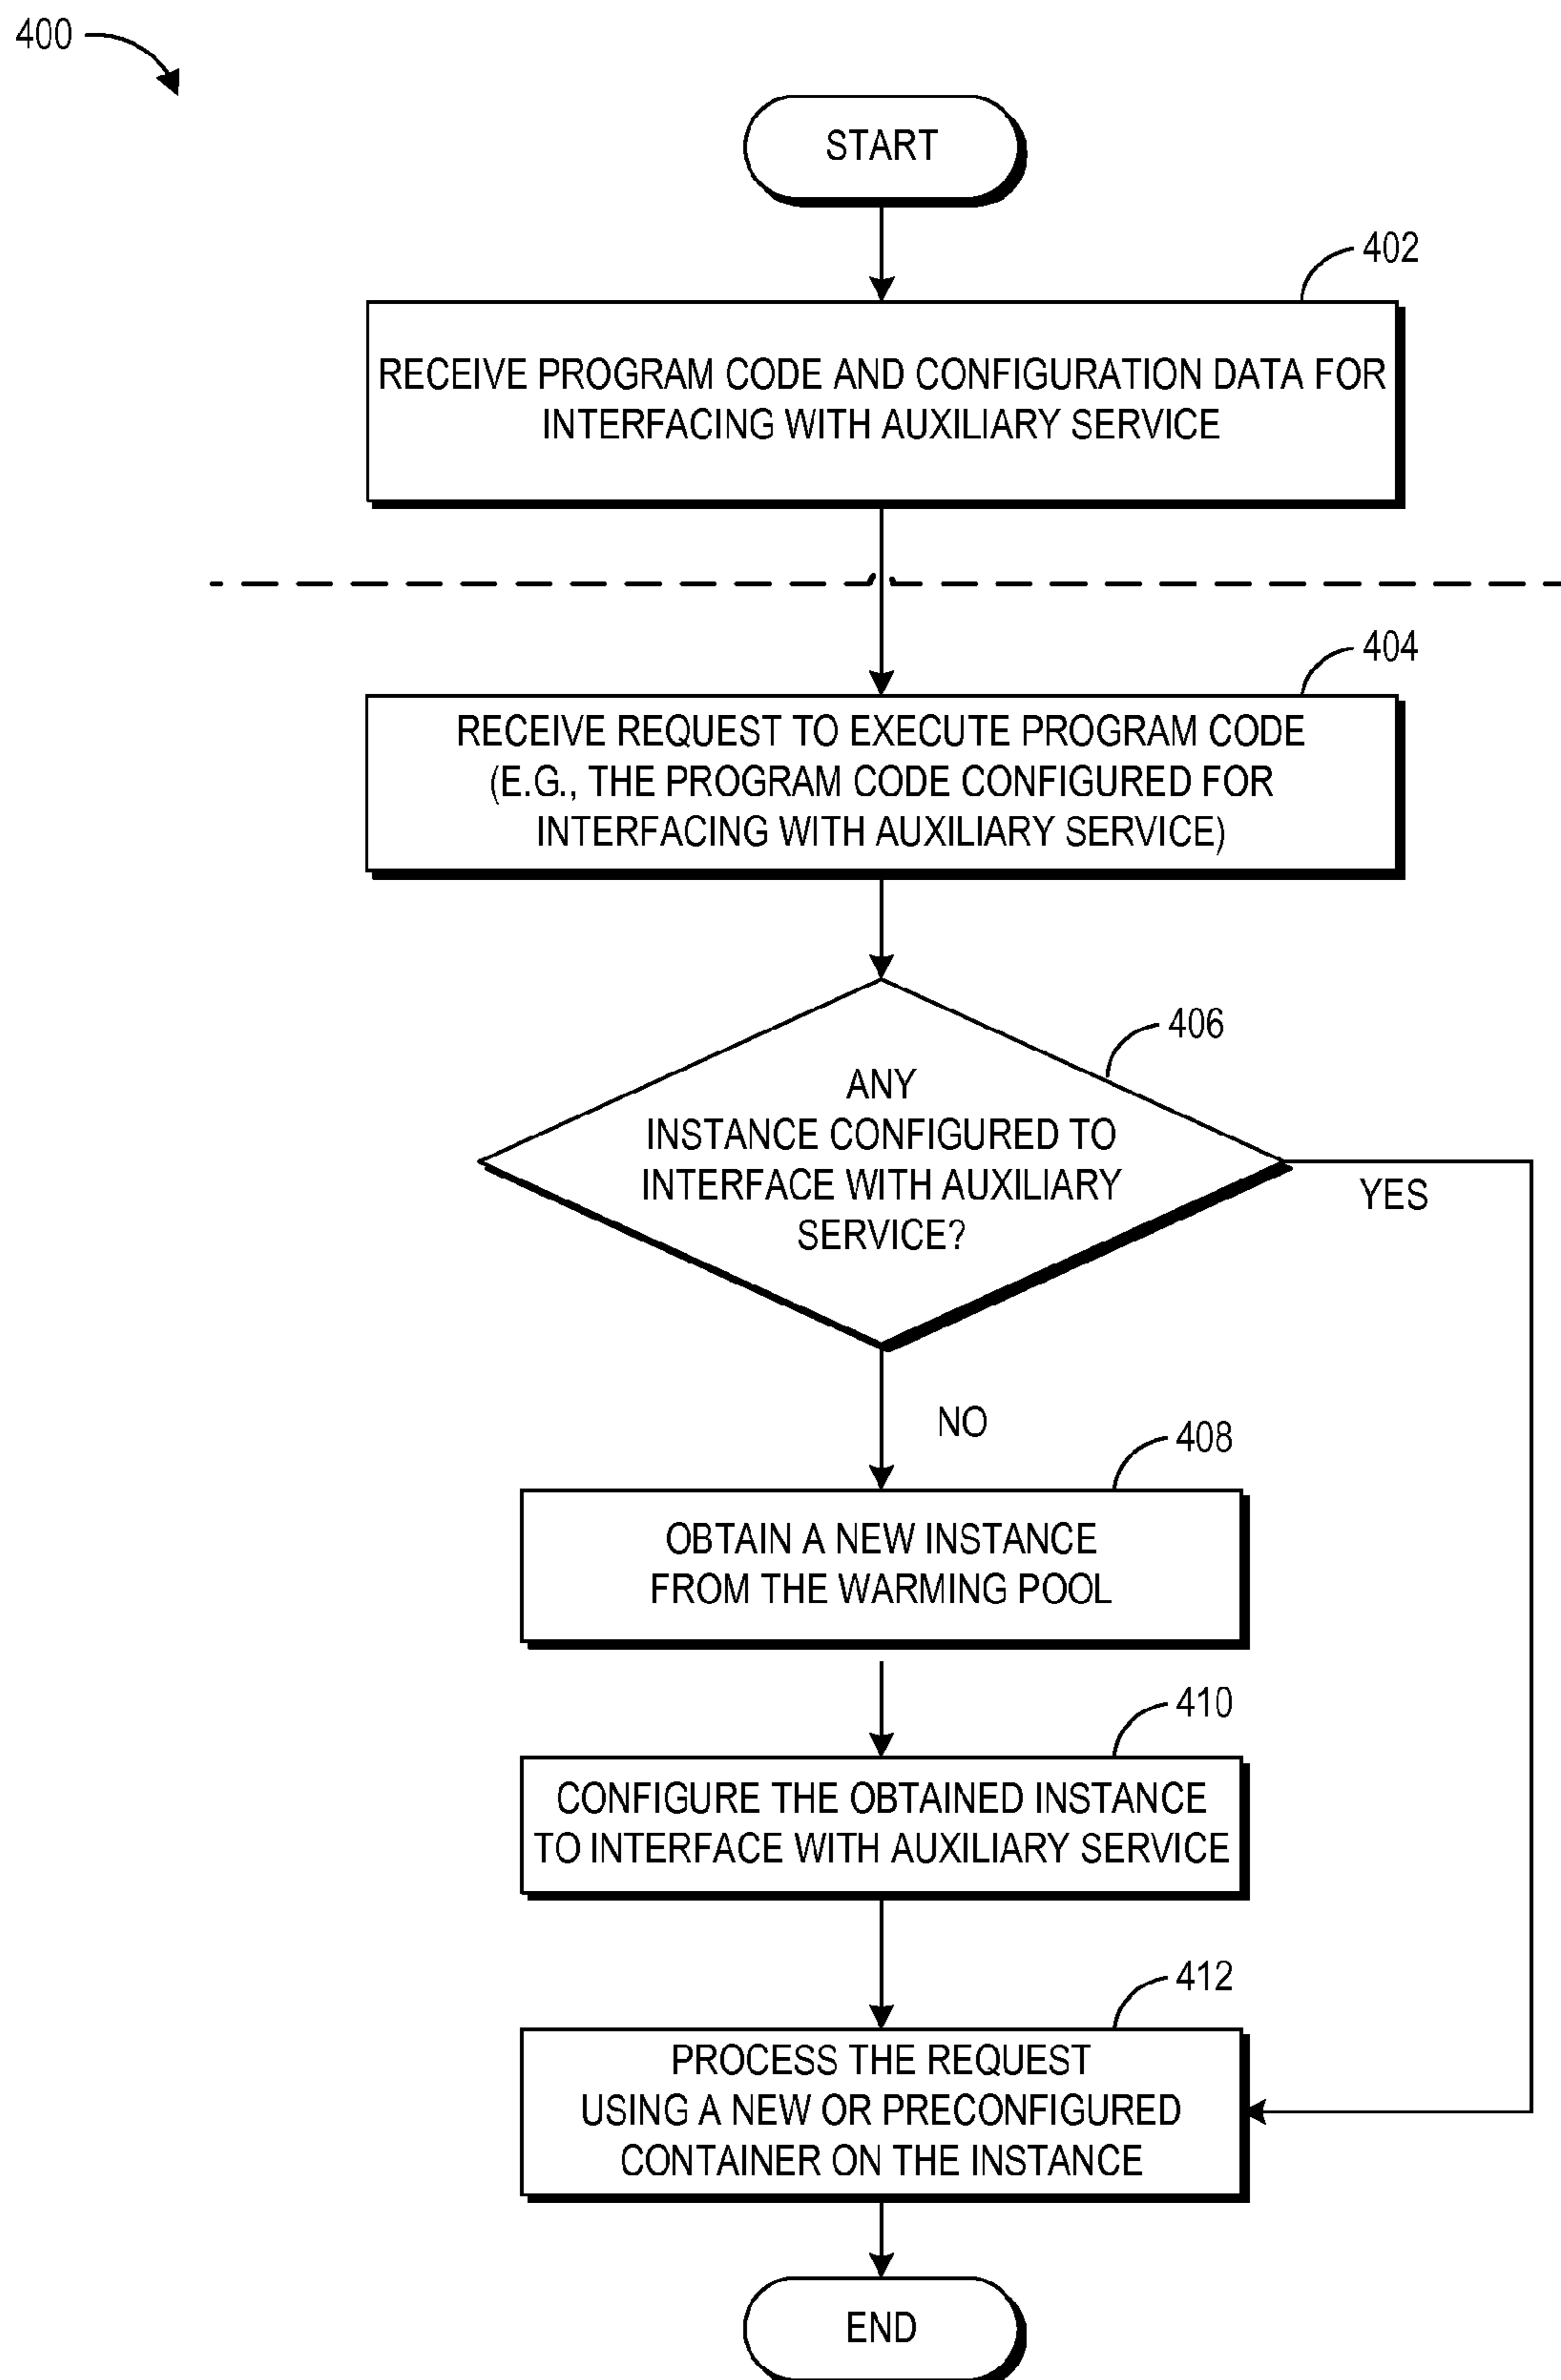 400
START
402
RECEIVE PROGRAM CODE AND CONFIGURATION DATA FOR
INTERFACING WITH AUXILIARY SERVICE
404
RECEIVE REQUEST TO EXECUTE PROGRAM CODE
(E.G., THE PROGRAM CODE CONFIGURED FOR
INTERFACING WITH AUXILIARY SERVICE)
406
ANY
INSTANCE CONFIGURED TO
INTERFACE WITH AUXILIARY
SERVICE?
YES
NO
408
OBTAIN A NEW INSTANCE
FROM THE WARMING POOL
410
CONFIGURE THE OBTAINED INSTANCE
TO INTERFACE WITH AUXILIARY SERVICE
412
PROCESS THE REQUEST
USING A NEW OR PRECONFIGURED
CONTAINER ON THE INSTANCE
END